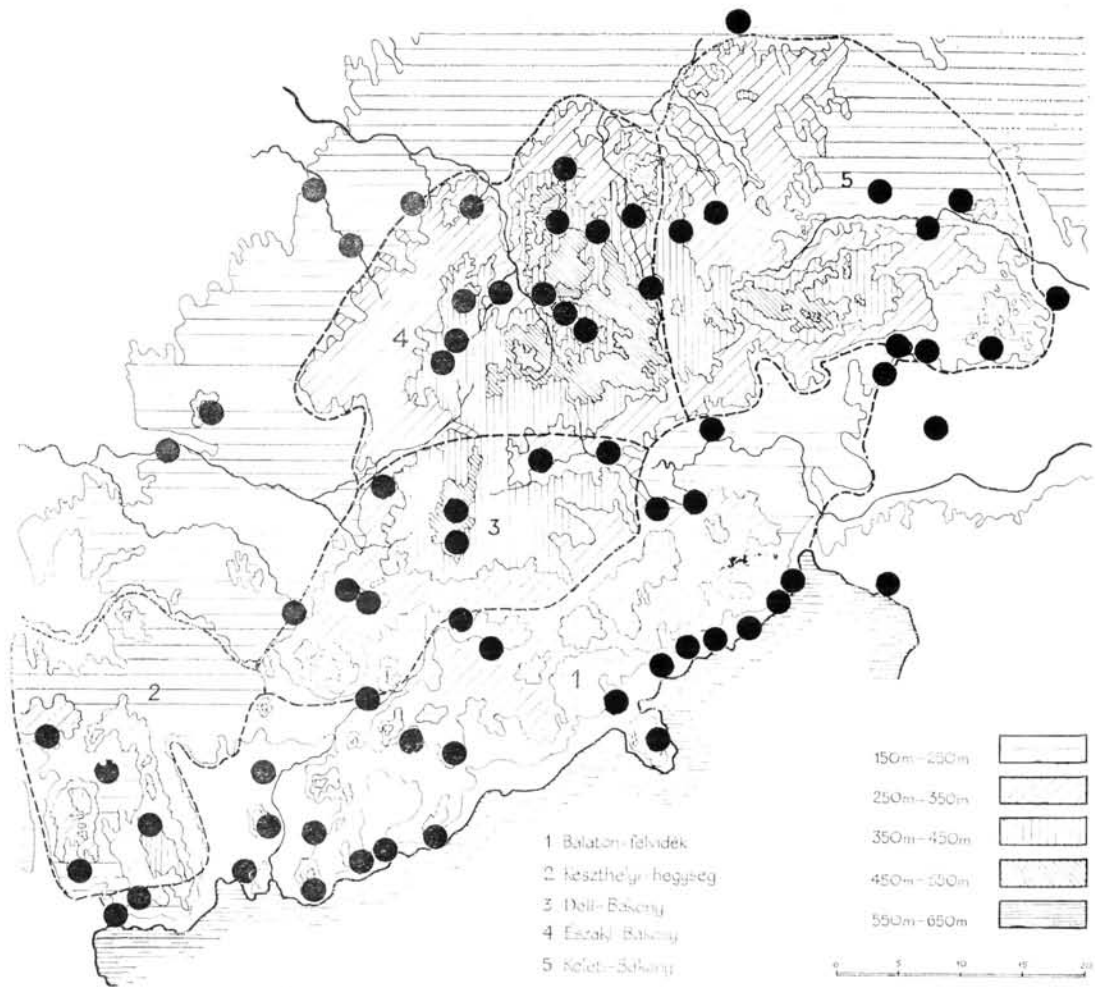 5
4
3
2
1
150m-250m
250m-350m
350m-450m
450m-550m
550m-650m
1 Balaton-felvidék
2 Keszthelyi-hegység
3 Déli-Bakony
4 Északi-Bakony
5 Keleti-Bakony
0 5 10 15 20